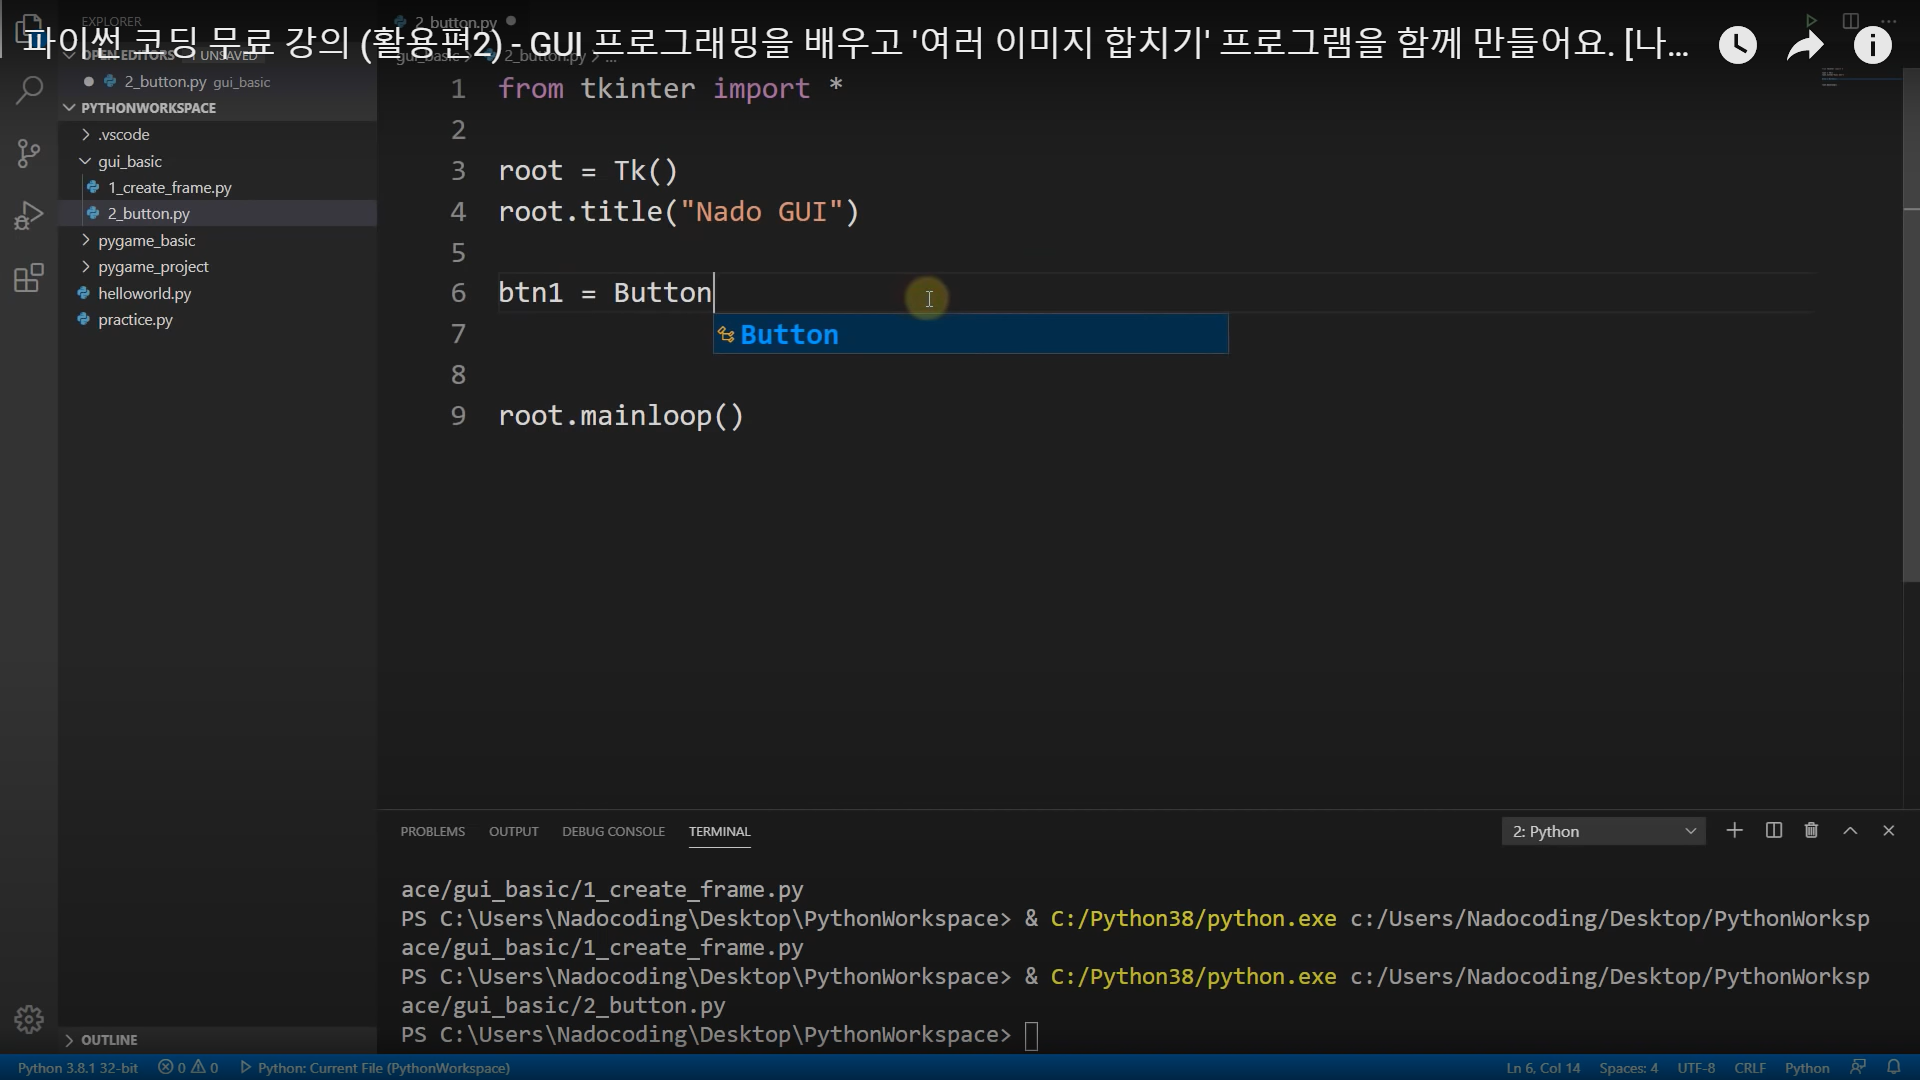 EXPLORER
2_button.py
파이썬 코딩 무료 강의 (활용편2) - GUI 프로그래밍을 배우고 '여러 이미지 합치기' 프로그램을 함께 만들어요. [나...
OPEN EDITORS 1 UNSAVED
gui_basic > 2_button.py > ...
2_button.py gui_basic
PYTHONWORKSPACE
.vscode
gui_basic
1_create_frame.py
2_button.py
pygame_basic
pygame_project
helloworld.py
practice.py
OUTLINE
1 from tkinter import *
2
3 root = Tk()
4 root.title("Nado GUI")
5
6 btn1 = Button
7
Button
8
9 root.mainloop()
PROBLEMS OUTPUT DEBUG CONSOLE TERMINAL 2: Python
ace/gui_basic/1_create_frame.py
PS C:\Users\Nadocoding\Desktop\PythonWorkspace> & C:/Python38/python.exe c:/Users/Nadocoding/Desktop/PythonWorksp
ace/gui_basic/1_create_frame.py
PS C:\Users\Nadocoding\Desktop\PythonWorkspace> & C:/Python38/python.exe c:/Users/Nadocoding/Desktop/PythonWorksp
ace/gui_basic/2_button.py
PS C:\Users\Nadocoding\Desktop\PythonWorkspace>
Python 3.8.1 32-bit 0 0 Python: Current File (PythonWorkspace) Ln 6, Col 14 Spaces: 4 UTF-8 CRLF Python